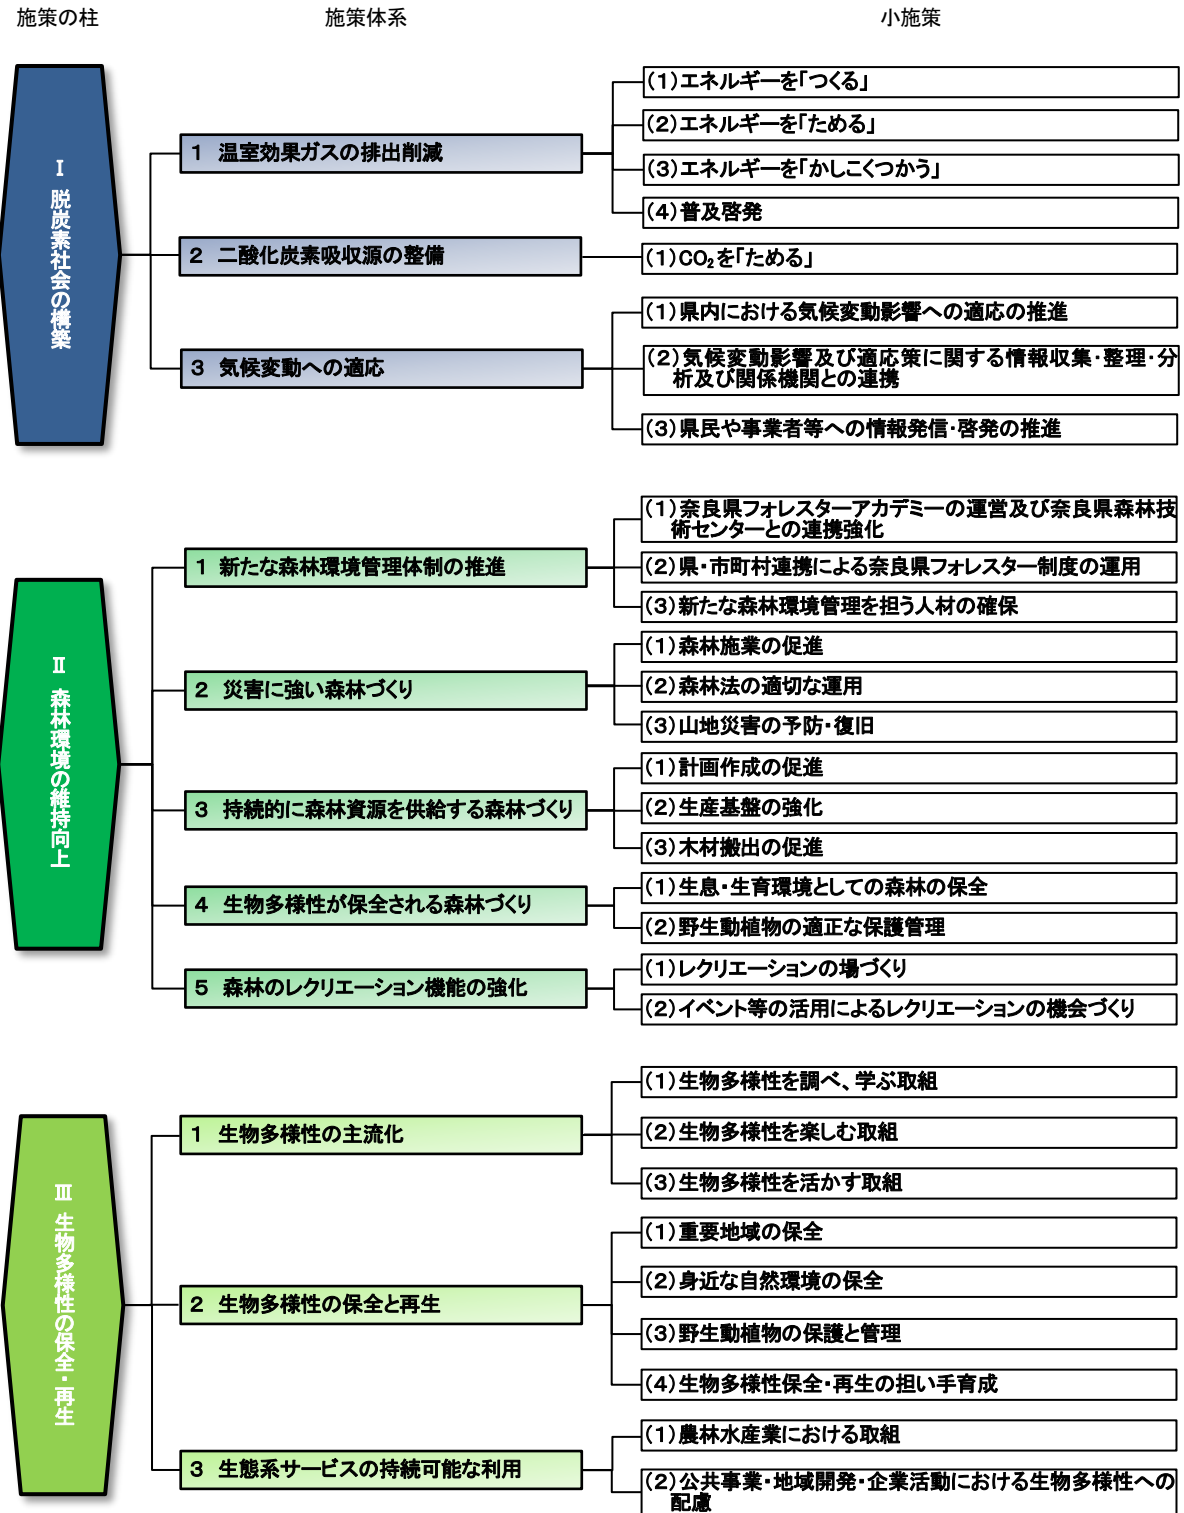 施策の柱
施策体系
小施策
Ⅰ 脱炭素社会の構築
1 温室効果ガスの排出削減
(1)エネルギーを「つくる」
(2)エネルギーを「ためる」
(3)エネルギーを「かしこくつかう」
(4)普及啓発
2 二酸化炭素吸収源の整備
(1)CO₂を「ためる」
3 気候変動への適応
(1)県内における気候変動影響への適応の推進
(2)気候変動影響及び適応策に関する情報収集・整理・分
析及び関係機関との連携
(3)県民や事業者等への情報発信・啓発の推進
Ⅱ 森林環境の維持向上
1 新たな森林環境管理体制の推進
(1)奈良県フォレスターアカデミーの運営及び奈良県森林技
術センターとの連携強化
(2)県・市町村連携による奈良県フォレスター制度の運用
(3)新たな森林環境管理を担う人材の確保
2 災害に強い森林づくり
(1)森林施業の促進
(2)森林法の適切な運用
(3)山地災害の予防・復旧
3 持続的に森林資源を供給する森林づくり
(1)計画作成の促進
(2)生産基盤の強化
(3)木材搬出の促進
4 生物多様性が保全される森林づくり
(1)生息・生育環境としての森林の保全
(2)野生動植物の適正な保護管理
5 森林のレクリエーション機能の強化
(1)レクリエーションの場づくり
(2)イベント等の活用によるレクリエーションの機会づくり
Ⅲ 生物多様性の保全・再生
1 生物多様性の主流化
(1)生物多様性を調べ、学ぶ取組
(2)生物多様性を楽しむ取組
(3)生物多様性を活かす取組
2 生物多様性の保全と再生
(1)重要地域の保全
(2)身近な自然環境の保全
(3)野生動植物の保護と管理
(4)生物多様性保全・再生の担い手育成
3 生態系サービスの持続可能な利用
(1)農林水産業における取組
(2)公共事業・地域開発・企業活動における生物多様性への
配慮